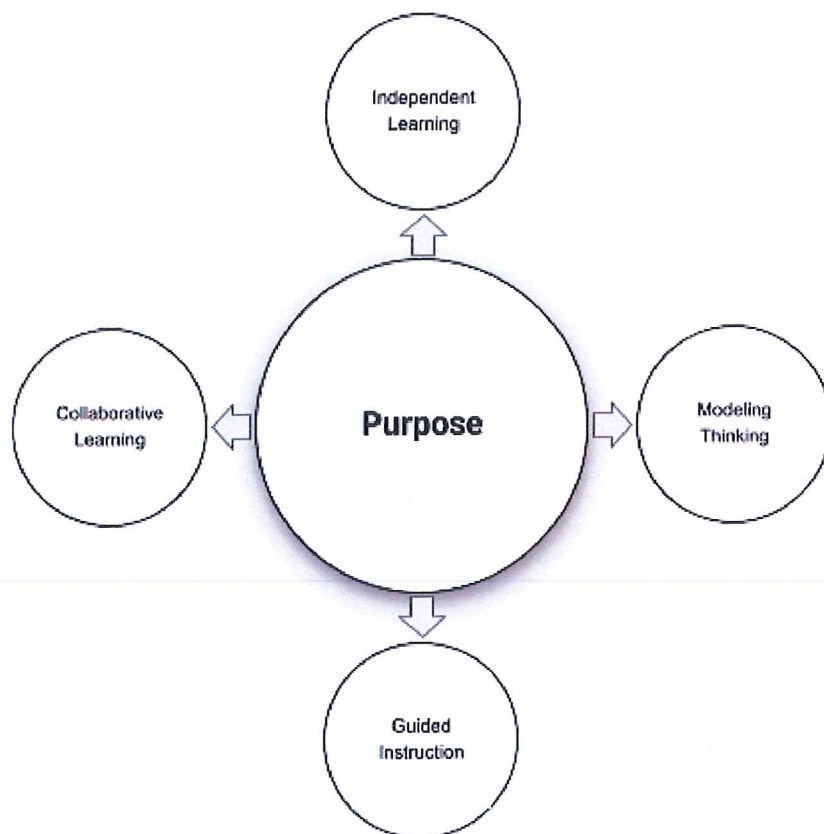 Independent
Learning
Collaborative
Learning
Purpose
Modeling
Thinking
Guided
Instruction